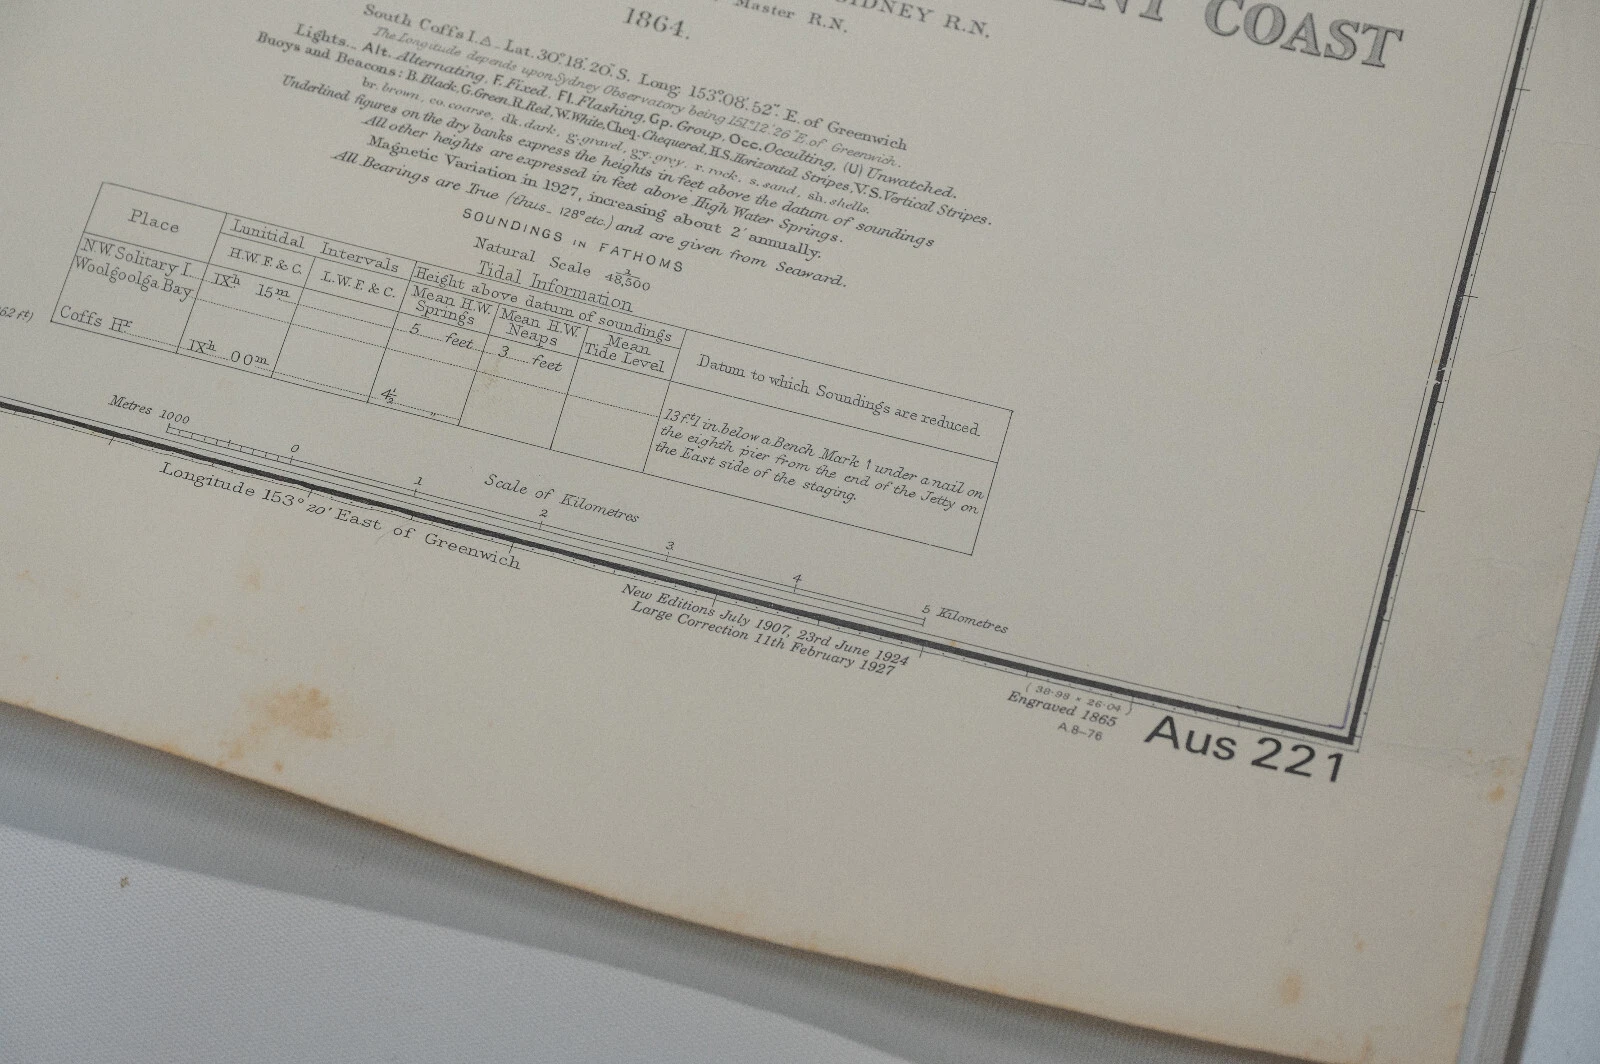 SIDNEY R.N.
Master R.N.
1864.
COAST
South Coffs I. △ - Lat. 30°.18'.20". S. Long. 153°.08'.52". E. of Greenwich
The Longitude depends upon Sydney Observatory being 151°.12'.26" E. of Greenwich.
Lights... Alt. Alternating, F. Fixed, Fl. Flashing, Gp. Group, Occ. Occulting, (U) Unwatched.
Buoys and Beacons: B. Black, G. Green, R. Red, W. White, Cheq. Chequered, H.S. Horizontal Stripes, V.S. Vertical Stripes.
br. brown, co. coarse, dk. dark, g. gravel, gy. grey, r. rock, s. sand, sh. shells.
Underlined figures on the dry banks express the heights in feet above the datum of soundings
All other heights are expressed in feet above High Water Springs.
Magnetic Variation in 1927, increasing about 2' annually.
All Bearings are True (thus _ 128° etc.) and are given from Seaward.
SOUNDINGS IN FATHOMS
Natural Scale 1/48,500
Tidal Information
Place
Lunitidal Intervals
Height above datum of soundings
Datum to which Soundings are reduced
H.W.F. & C.
L.W.F. & C.
Mean H.W. Springs
Mean H.W. Neaps
Mean Tide Level
N.W. Solitary I.
IXh 15m
5 feet
3 feet
Woolgoolga Bay
Coffs Hr
IXh 00m
4½ "
13 ft. 1 in. below a Bench Mark ↑ under a nail on
the eighth pier from the end of the Jetty on
the East side of the staging.
62 ft)
Metres 1000
0
1
2
3
4
5 Kilometres
Scale of Kilometres
Longitude 153° 20' East of Greenwich
New Editions July 1907, 23rd June 1924
Large Correction 11th February 1927
(38·98 × 26·04)
Engraved 1865
A 8–76
Aus 221